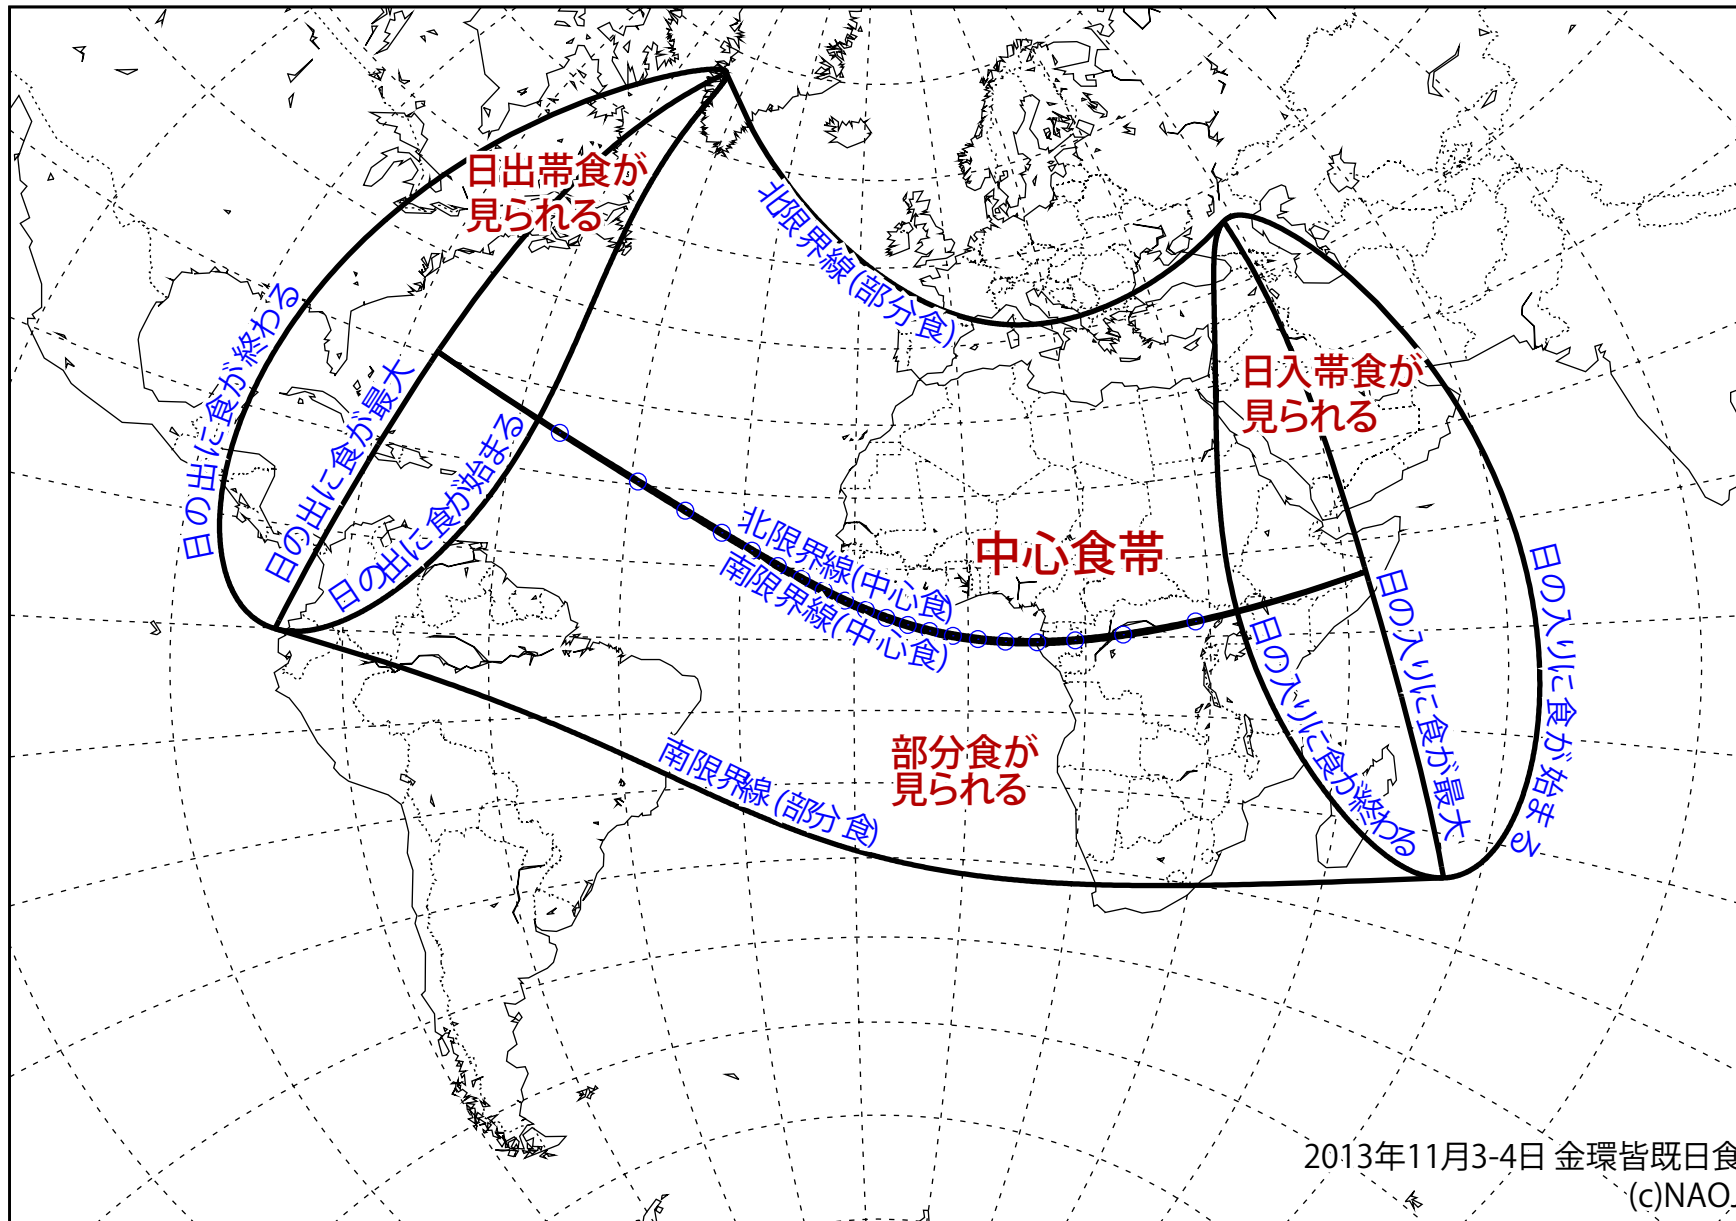 日出帯食が
見られる
北限界線(部分食)
日の出に食が終わる
日の出に食が最大
日の出に食が始まる
日入帯食が
見られる
北限界線(中心食)
南限界線(中心食)
中心食帯
日の入りに食が終わる
日の入りに食が最大
日の入りに食が始まる
部分食が
見られる
南限界線(部分食)
2013年11月3-4日 金環皆既日食
(c)NAO